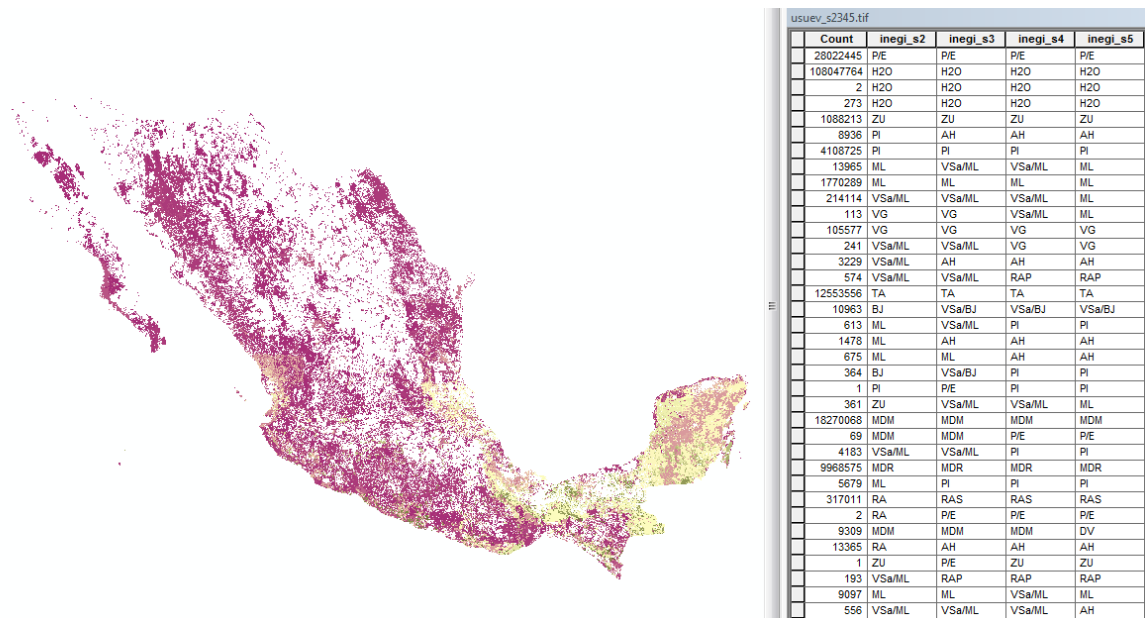 usuev_s2345.tif
Count inegi_s2 inegi_s3 inegi_s4 inegi_s5
28022445 P/E P/E P/E P/E
108047764 H2O H2O H2O H2O
2 H2O H2O H2O H2O
273 H2O H2O H2O H2O
1088213 ZU ZU ZU ZU
8936 PI AH AH AH
4108725 PI PI PI PI
13965 ML VSa/ML VSa/ML ML
1770289 ML ML ML ML
214114 VSa/ML VSa/ML VSa/ML ML
113 VG VG VSa/ML ML
105577 VG VG VG VG
241 VSa/ML VSa/ML VG VG
3229 VSa/ML AH AH AH
574 VSa/ML VSa/ML RAP RAP
12553556 TA TA TA TA
10963 BJ VSa/BJ VSa/BJ VSa/BJ
613 ML VSa/ML PI PI
1478 ML AH AH AH
675 ML ML AH AH
364 BJ VSa/BJ PI PI
1 PI P/E PI PI
361 ZU VSa/ML VSa/ML ML
18270068 MDM MDM MDM MDM
69 MDM MDM P/E P/E
4183 VSa/ML VSa/ML PI PI
9968575 MDR MDR MDR MDR
5679 ML PI PI PI
317011 RA RAS RAS RAS
2 RA P/E P/E P/E
9309 MDM MDM MDM DV
13365 RA AH AH AH
1 ZU P/E ZU ZU
193 VSa/ML RAP RAP RAP
9097 ML ML VSa/ML ML
556 VSa/ML VSa/ML VSa/ML AH